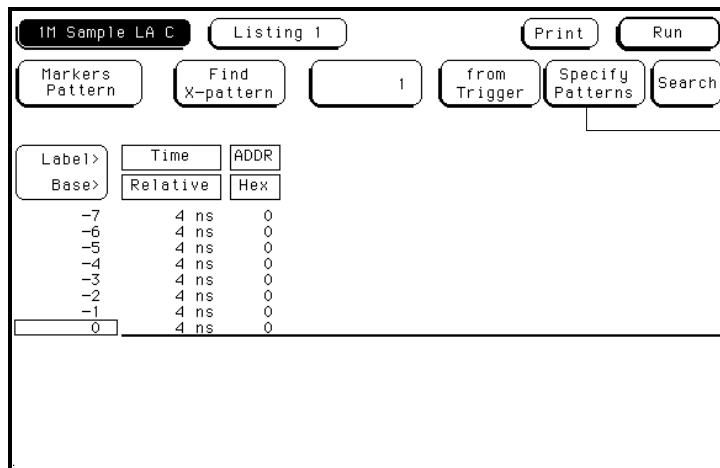 1M Sample LA C Listing 1 Print Run
Markers Pattern Find X-pattern 1 from Trigger Specify Patterns Search
Label> Time ADDR
Base> Relative Hex
-7 4 ns 0
-6 4 ns 0
-5 4 ns 0
-4 4 ns 0
-3 4 ns 0
-2 4 ns 0
-1 4 ns 0
0 4 ns 0